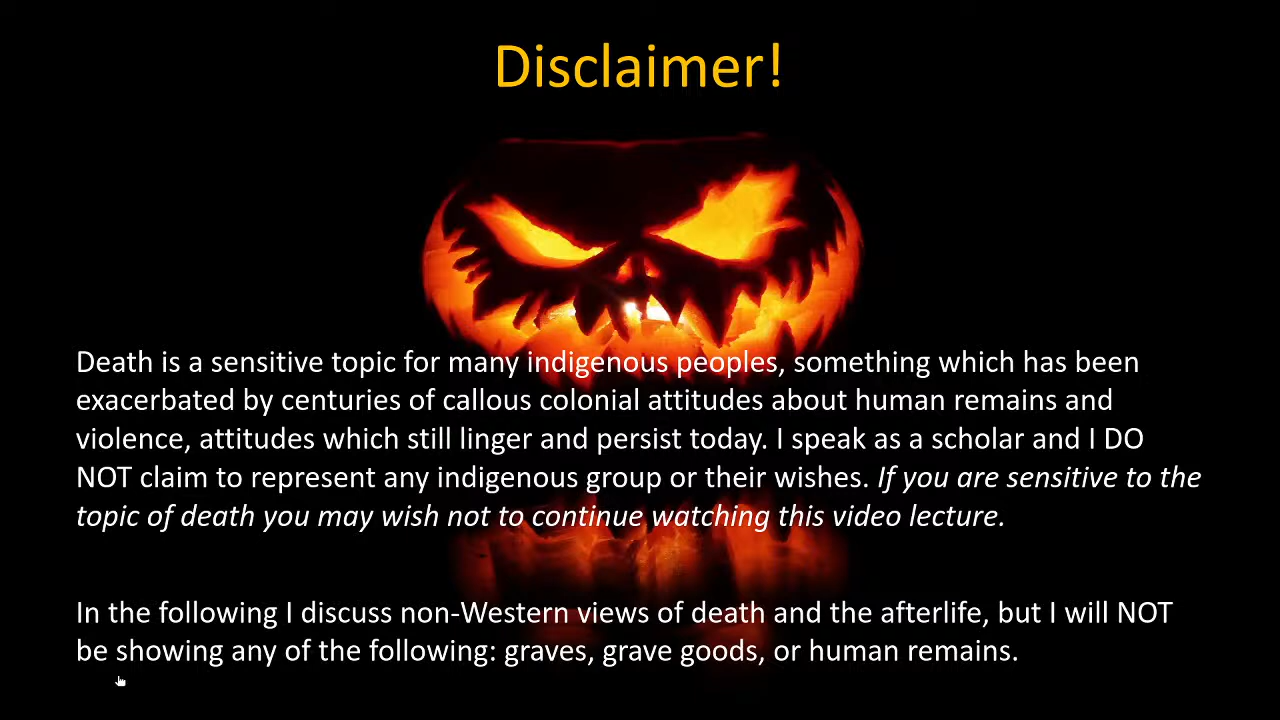 Disclaimer!
Death is a sensitive topic for many indigenous peoples, something which has been
exacerbated by centuries of callous colonial attitudes about human remains and
violence, attitudes which still linger and persist today. I speak as a scholar and I DO
NOT claim to represent any indigenous group or their wishes. If you are sensitive to the
topic of death you may wish not to continue watching this video lecture.
In the following I discuss non-Western views of death and the afterlife, but I will NOT
be showing any of the following: graves, grave goods, or human remains.